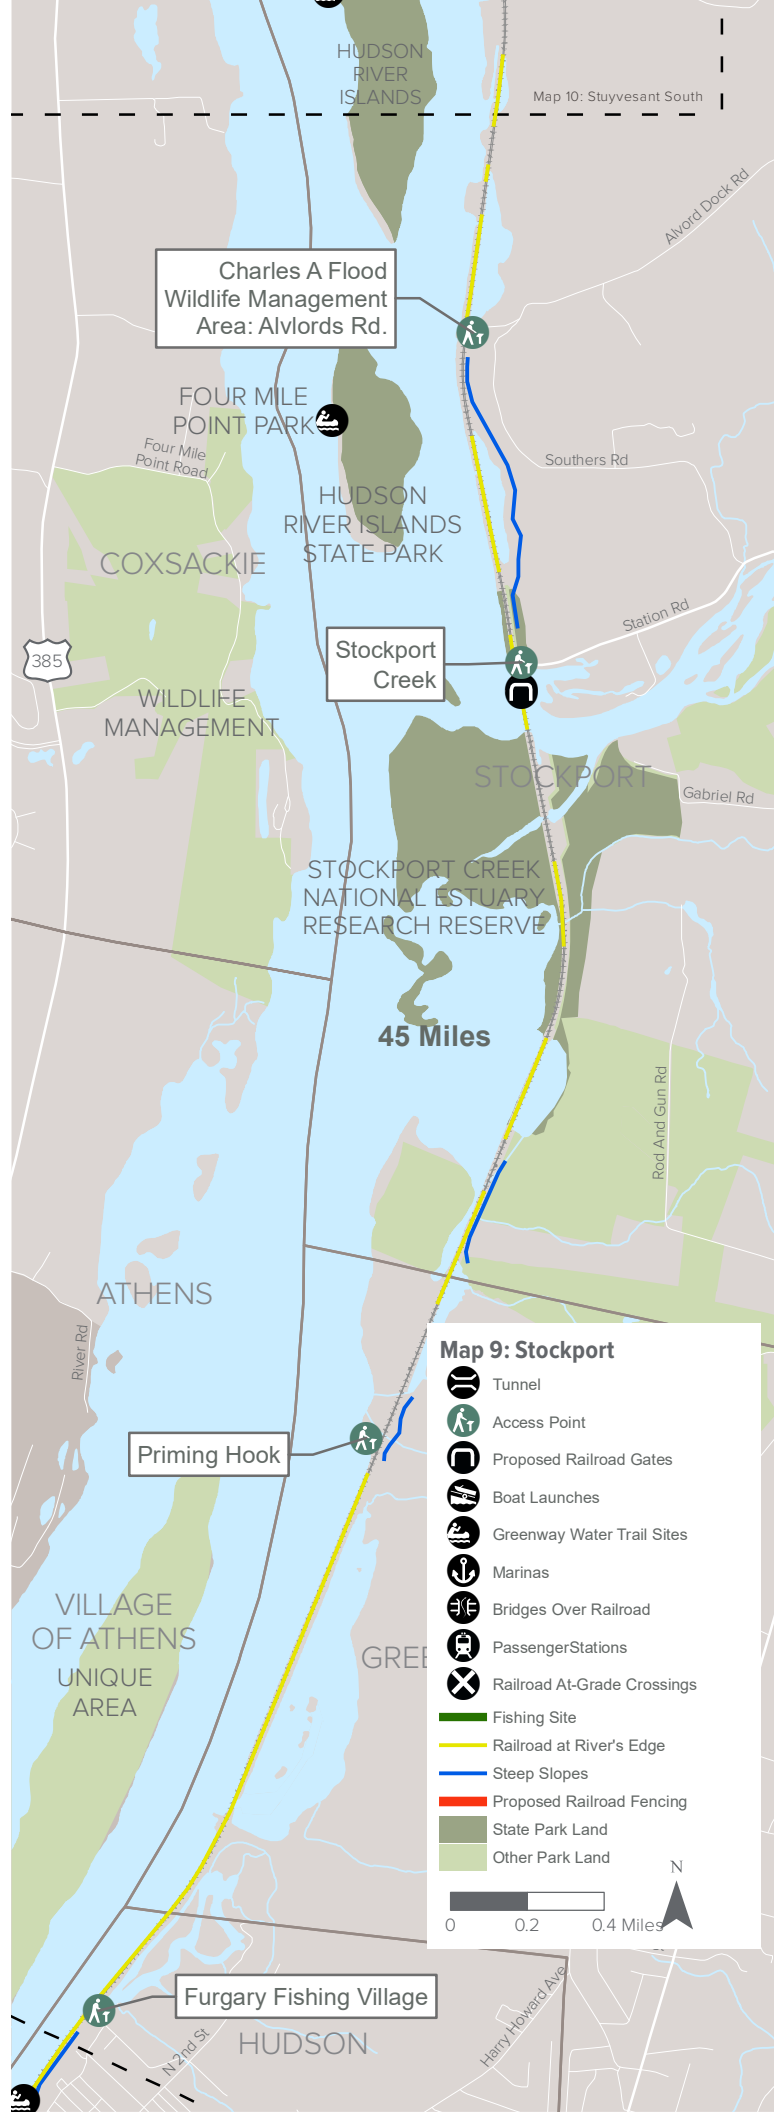 HUDSON
RIVER
ISLANDS
Map 10: Stuyvesant South
Alvord Dock Rd
Charles A Flood
Wildlife Management
Area: Alvlords Rd.
FOUR MILE
POINT PARK
Four Mile
Point Road
Southers Rd
HUDSON
RIVER ISLANDS
STATE PARK
COXSACKIE
Station Rd
385
Stockport
Creek
WILDLIFE
MANAGEMENT
STOCKPORT
Gabriel Rd
STOCKPORT CREEK
NATIONAL ESTUARY
RESEARCH RESERVE
45 Miles
Rod And Gun Rd
ATHENS
River Rd
Priming Hook
VILLAGE
OF ATHENS
UNIQUE
AREA
GREE
Map 9: Stockport
Tunnel
Access Point
Proposed Railroad Gates
Boat Launches
Greenway Water Trail Sites
Marinas
Bridges Over Railroad
PassengerStations
Railroad At-Grade Crossings
Fishing Site
Railroad at River's Edge
Steep Slopes
Proposed Railroad Fencing
State Park Land
Other Park Land
N
0 0.2 0.4 Miles
Furgary Fishing Village
HUDSON
N 2nd St
Harry Howard Ave